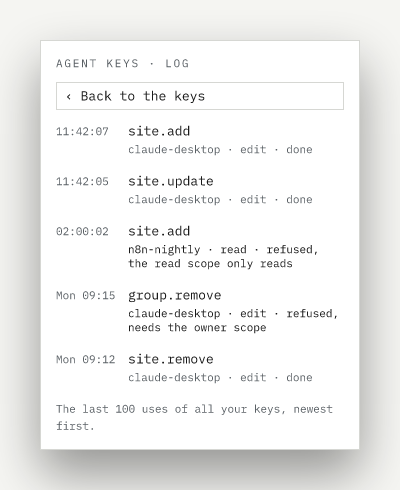 AGENT KEYS · LOG
‹ Back to the keys
11:42:07 site.add
claude-desktop · edit · done
11:42:05 site.update
claude-desktop · edit · done
02:00:02 site.add
n8n-nightly · read · refused,
the read scope only reads
Mon 09:15 group.remove
claude-desktop · edit · refused,
needs the owner scope
Mon 09:12 site.remove
claude-desktop · edit · done
The last 100 uses of all your keys, newest
first.